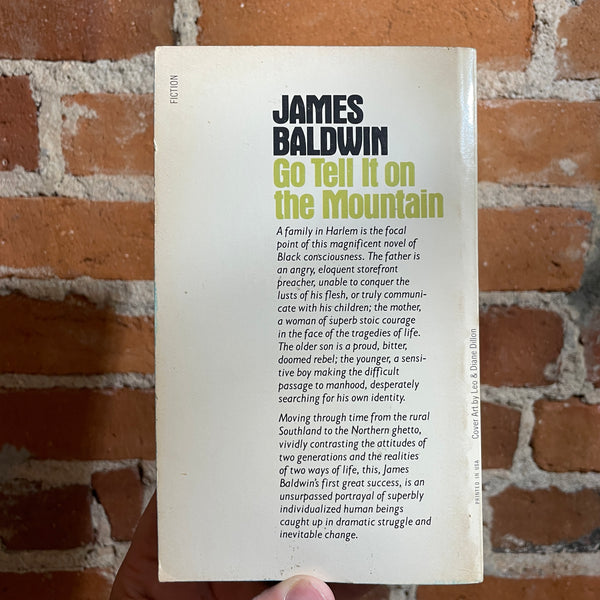 FICTION
JAMES
BALDWIN
Go Tell It on
the Mountain
A family in Harlem is the focal
point of this magnificent novel of
Black consciousness. The father is
an angry, eloquent storefront
preacher, unable to conquer the
lusts of his flesh, or truly communi-
cate with his children; the mother,
a woman of superb stoic courage
in the face of the tragedies of life.
The older son is a proud, bitter,
doomed rebel; the younger, a sensi-
tive boy making the difficult
passage to manhood, desperately
searching for his own identity.
Moving through time from the rural
Southland to the Northern ghetto,
vividly contrasting the attitudes of
two generations and the realities
of two ways of life, this, James
Baldwin's first great success, is an
unsurpassed portrayal of superbly
individualized human beings
caught up in dramatic struggle and
inevitable change.
Cover Art by Leo & Diane Dillon
PRINTED IN USA